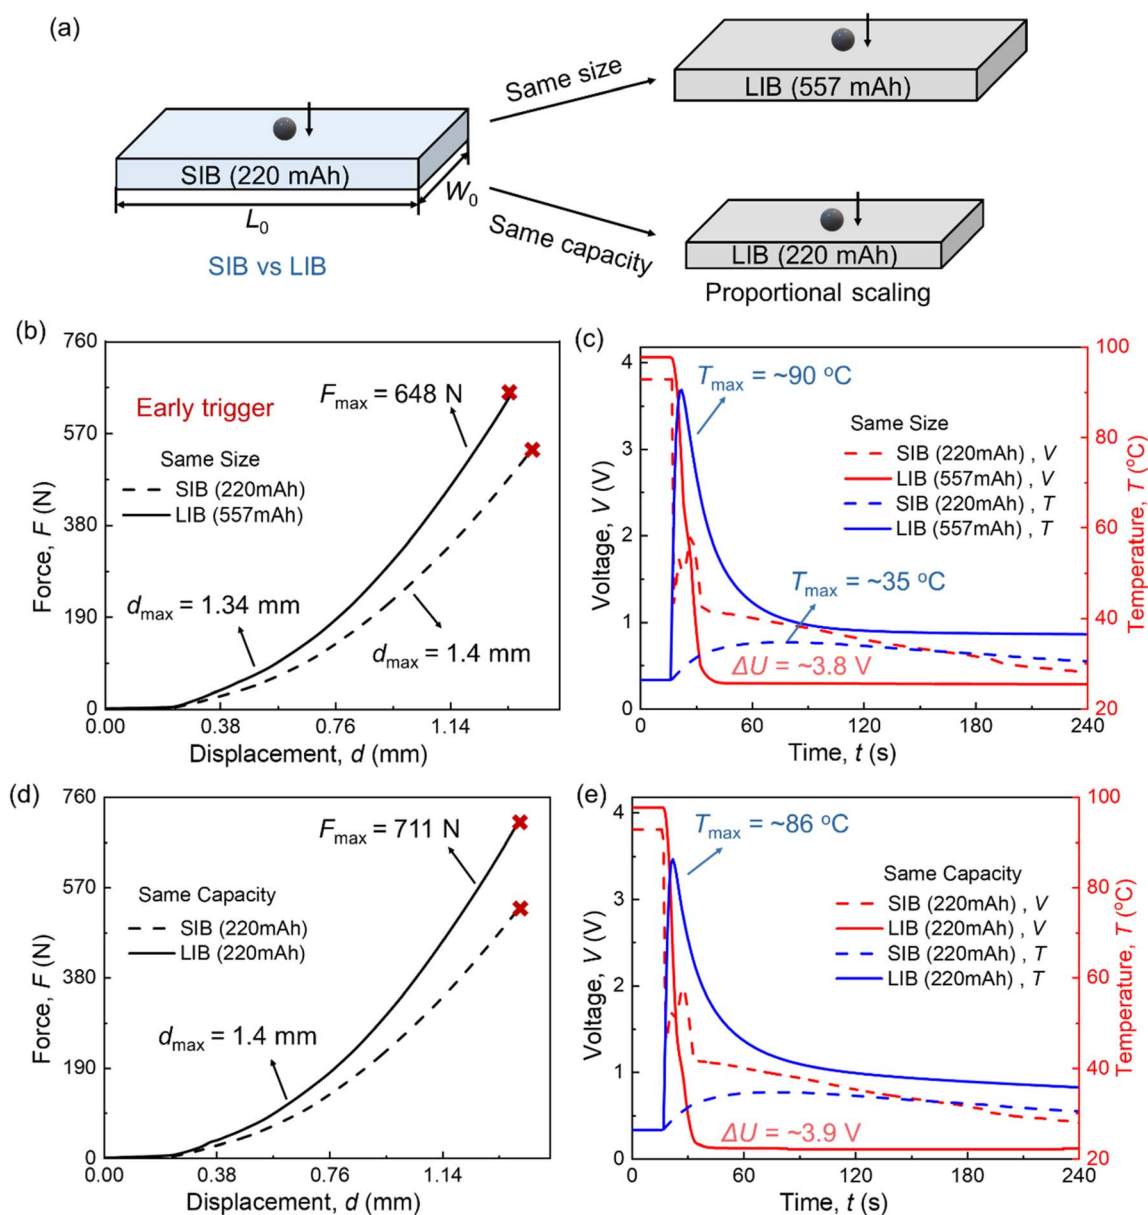 (a)
SIB (220 mAh)
L0
W0
SIB vs LIB
Same size
Same capacity
LIB (557 mAh)
LIB (220 mAh)
Proportional scaling
(b)
760
570
380
190
0
Force, F (N)
Early trigger
Same Size
SIB (220mAh)
LIB (557mAh)
Fmax = 648 N
dmax = 1.34 mm
dmax = 1.4 mm
0.00 0.38 0.76 1.14
Displacement, d (mm)
(c)
4
3
2
1
0
Voltage, V (V)
Tmax = ~90 °C
Same Size
SIB (220mAh) , V
LIB (557mAh) , V
SIB (220mAh) , T
LIB (557mAh) , T
Tmax = ~35 °C
ΔU = ~3.8 V
100
80
60
40
20
Temperature, T (°C)
0 60 120 180 240
Time, t (s)
(d)
760
570
380
190
0
Force, F (N)
Same Capacity
SIB (220mAh)
LIB (220mAh)
Fmax = 711 N
dmax = 1.4 mm
0.00 0.38 0.76 1.14
Displacement, d (mm)
(e)
4
3
2
1
0
Voltage, V (V)
Tmax = ~86 °C
Same Capacity
SIB (220mAh) , V
LIB (220mAh) , V
SIB (220mAh) , T
LIB (220mAh) , T
ΔU = ~3.9 V
100
80
60
40
20
Temperature, T (°C)
0 60 120 180 240
Time, t (s)